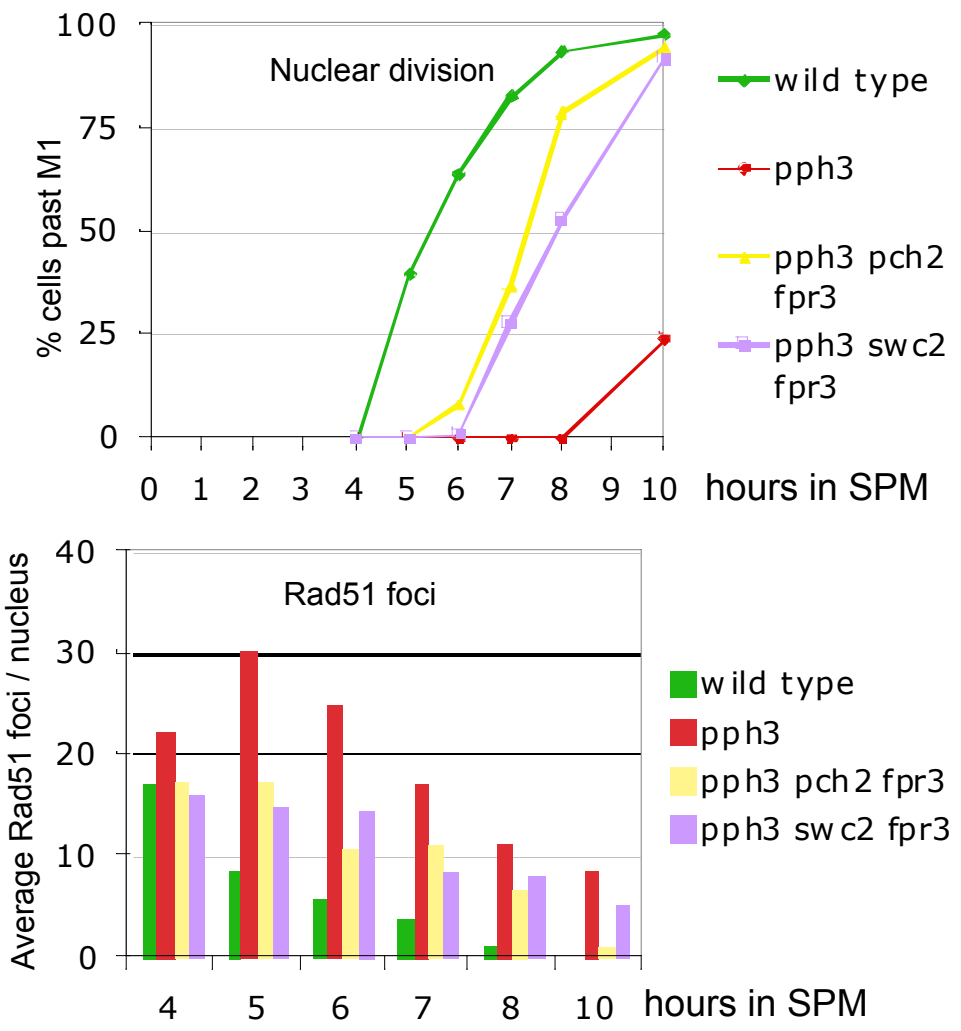 Nuclear division
% cells past M1
100
75
50
25
0
0 1 2 3 4 5 6 7 8 10 hours in SPM
wild type
pph3
pph3 pch2
fpr3
pph3 swc2
fpr3
Rad51 foci
Average Rad51 foci / nucleus
40
30
20
10
0
4 5 6 7 8 10 hours in SPM
wild type
pph3
pph3 pch2 fpr3
pph3 swc2 fpr3